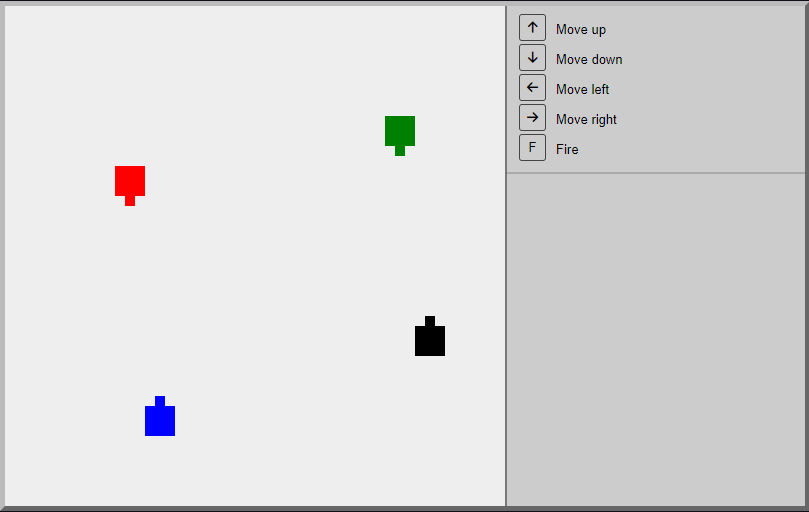 ↑ Move up
↓ Move down
← Move left
→ Move right
F Fire